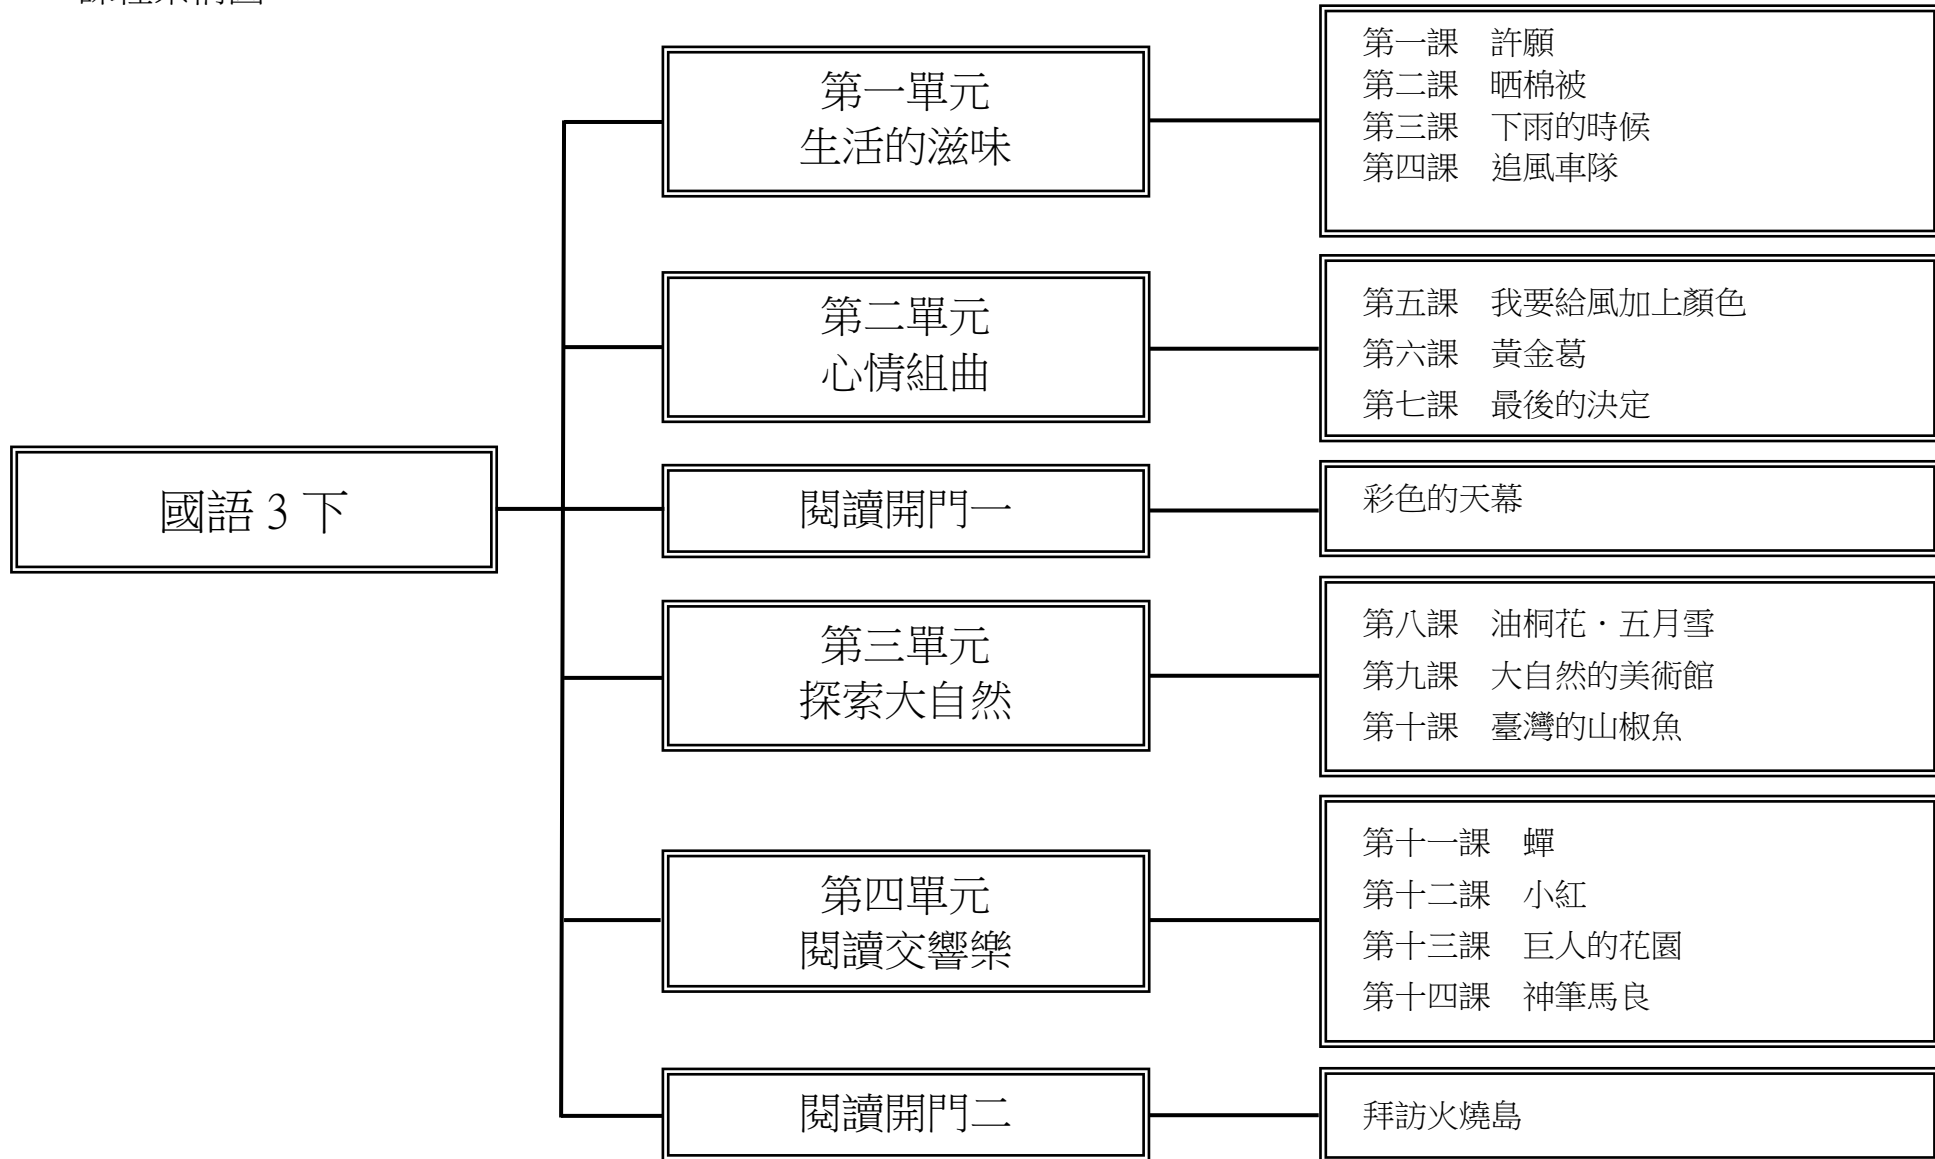 國語 3 下
第一單元
生活的滋味
第一課　許願
第二課　晒棉被
第三課　下雨的時候
第四課　追風車隊
第二單元
心情組曲
第五課　我要給風加上顏色
第六課　黃金葛
第七課　最後的決定
閱讀開門一
彩色的天幕
第三單元
探索大自然
第八課　油桐花．五月雪
第九課　大自然的美術館
第十課　臺灣的山椒魚
第四單元
閱讀交響樂
第十一課　蟬
第十二課　小紅
第十三課　巨人的花園
第十四課　神筆馬良
閱讀開門二
拜訪火燒島